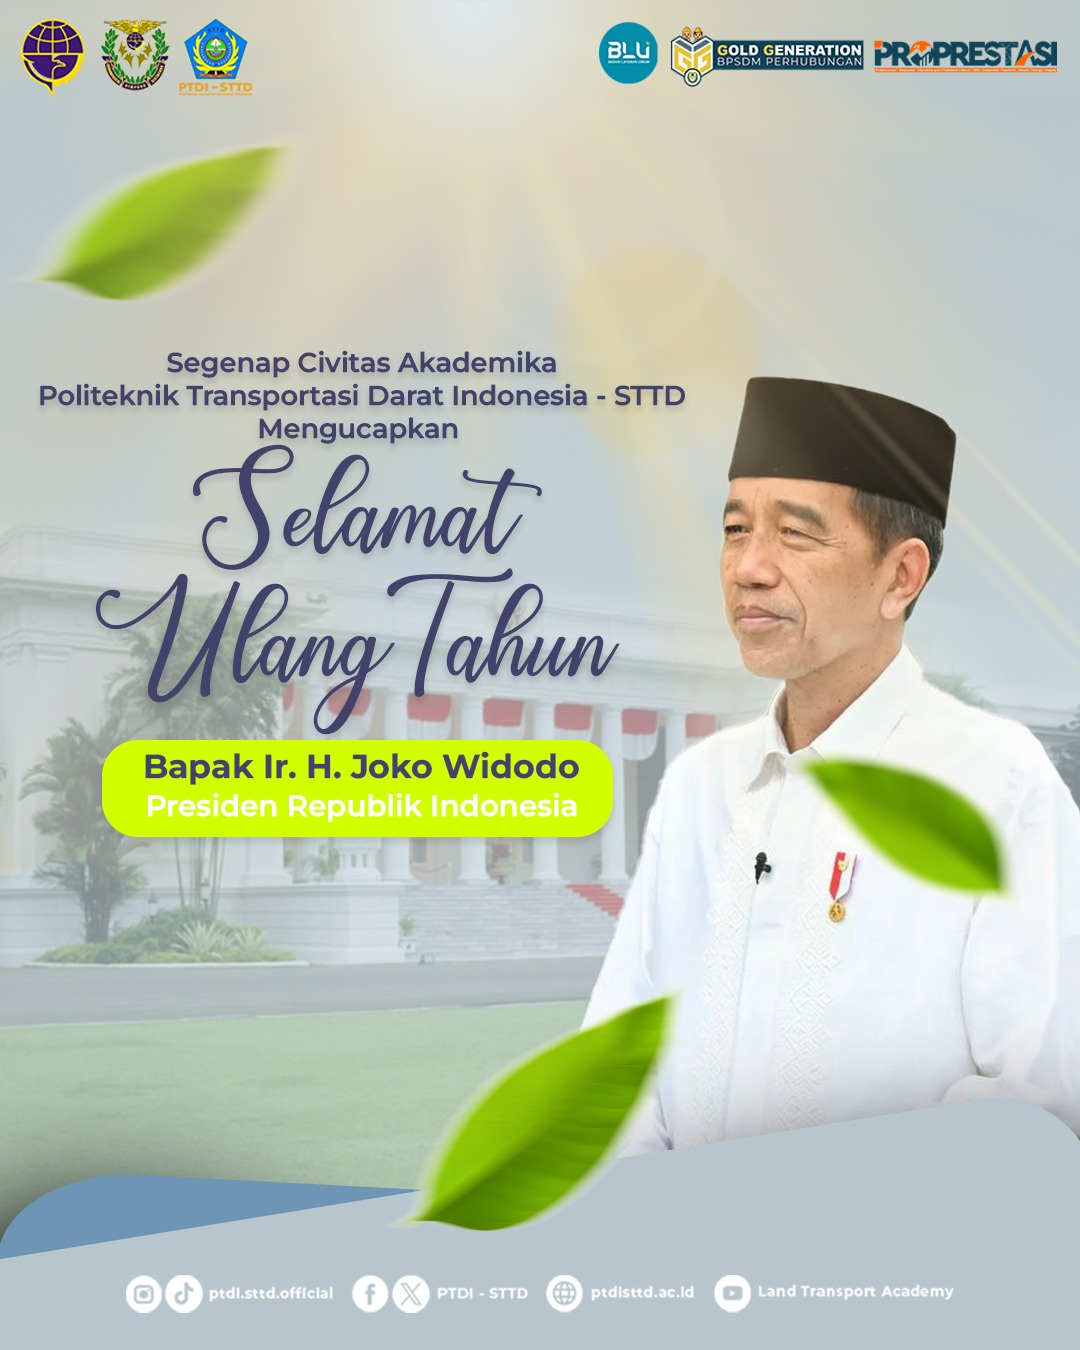 PTDI - STTD
BLU
GOLD GENERATION
BPSDM PERHUBUNGAN
PROPRESTASI
Segenap Civitas Akademika
Politeknik Transportasi Darat Indonesia - STTD
Mengucapkan
Selamat
Ulang Tahun
Bapak Ir. H. Joko Widodo
Presiden Republik Indonesia
ptdi.sttd.official
PTDI - STTD
ptdisttd.ac.id
Land Transport Academy